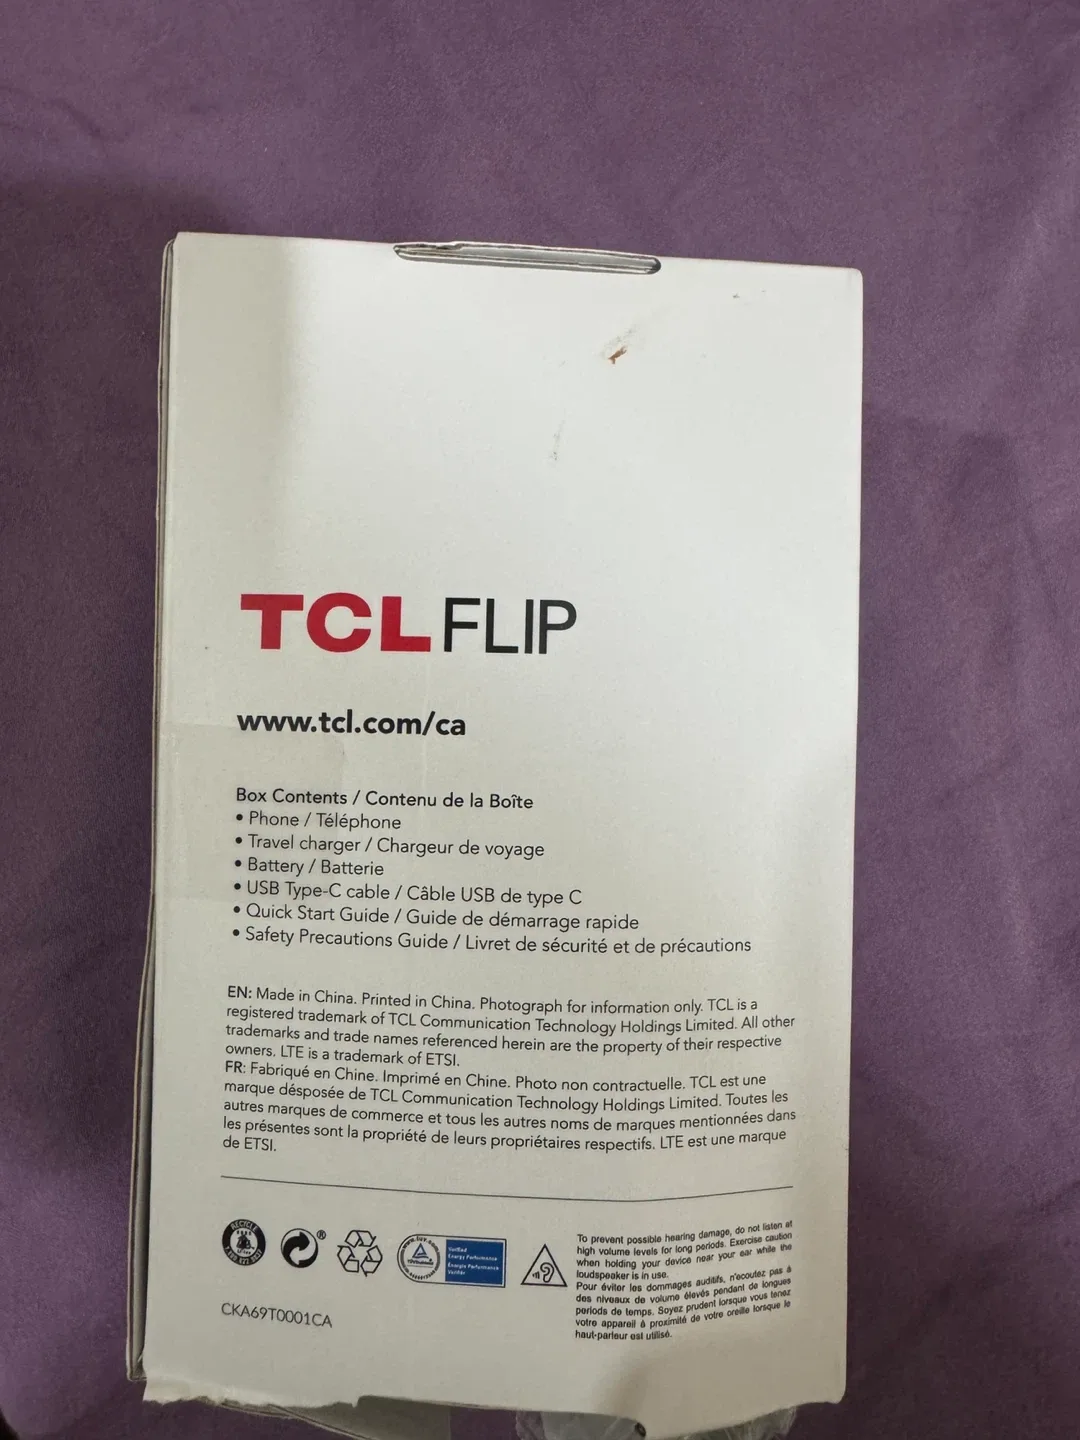 TCL FLIP
www.tcl.com/ca
Box Contents / Contenu de la Boîte
• Phone / Téléphone
• Travel charger / Chargeur de voyage
• Battery / Batterie
• USB Type-C cable / Câble USB de type C
• Quick Start Guide / Guide de démarrage rapide
• Safety Precautions Guide / Livret de sécurité et de précautions
EN: Made in China. Printed in China. Photograph for information only. TCL is a
registered trademark of TCL Communication Technology Holdings Limited. All other
trademarks and trade names referenced herein are the property of their respective
owners. LTE is a trademark of ETSI.
FR: Fabriqué en Chine. Imprimé en Chine. Photo non contractuelle. TCL est une
marque désposée de TCL Communication Technology Holdings Limited. Toutes les
autres marques de commerce et tous les autres noms de marques mentionnées dans
les présentes sont la propriété de leurs propriétaires respectifs. LTE est une marque
de ETSI.
RECYCLE
®
Verified
Energy Performance
Énergie Performance
Vérifiée
To prevent possible hearing damage, do not listen at
high volume levels for long periods. Exercise caution
when holding your device near your ear while the
loudspeaker is in use.
Pour éviter les dommages auditifs, n'ecoutez pas à
des niveaux de volume élevés pendant de longues
periods de temps. Soyez prudent lorsque vous tenez
votre appareil à proximité de votre oreille lorsque le
haut-parleur est utilisé.
CKA69T0001CA